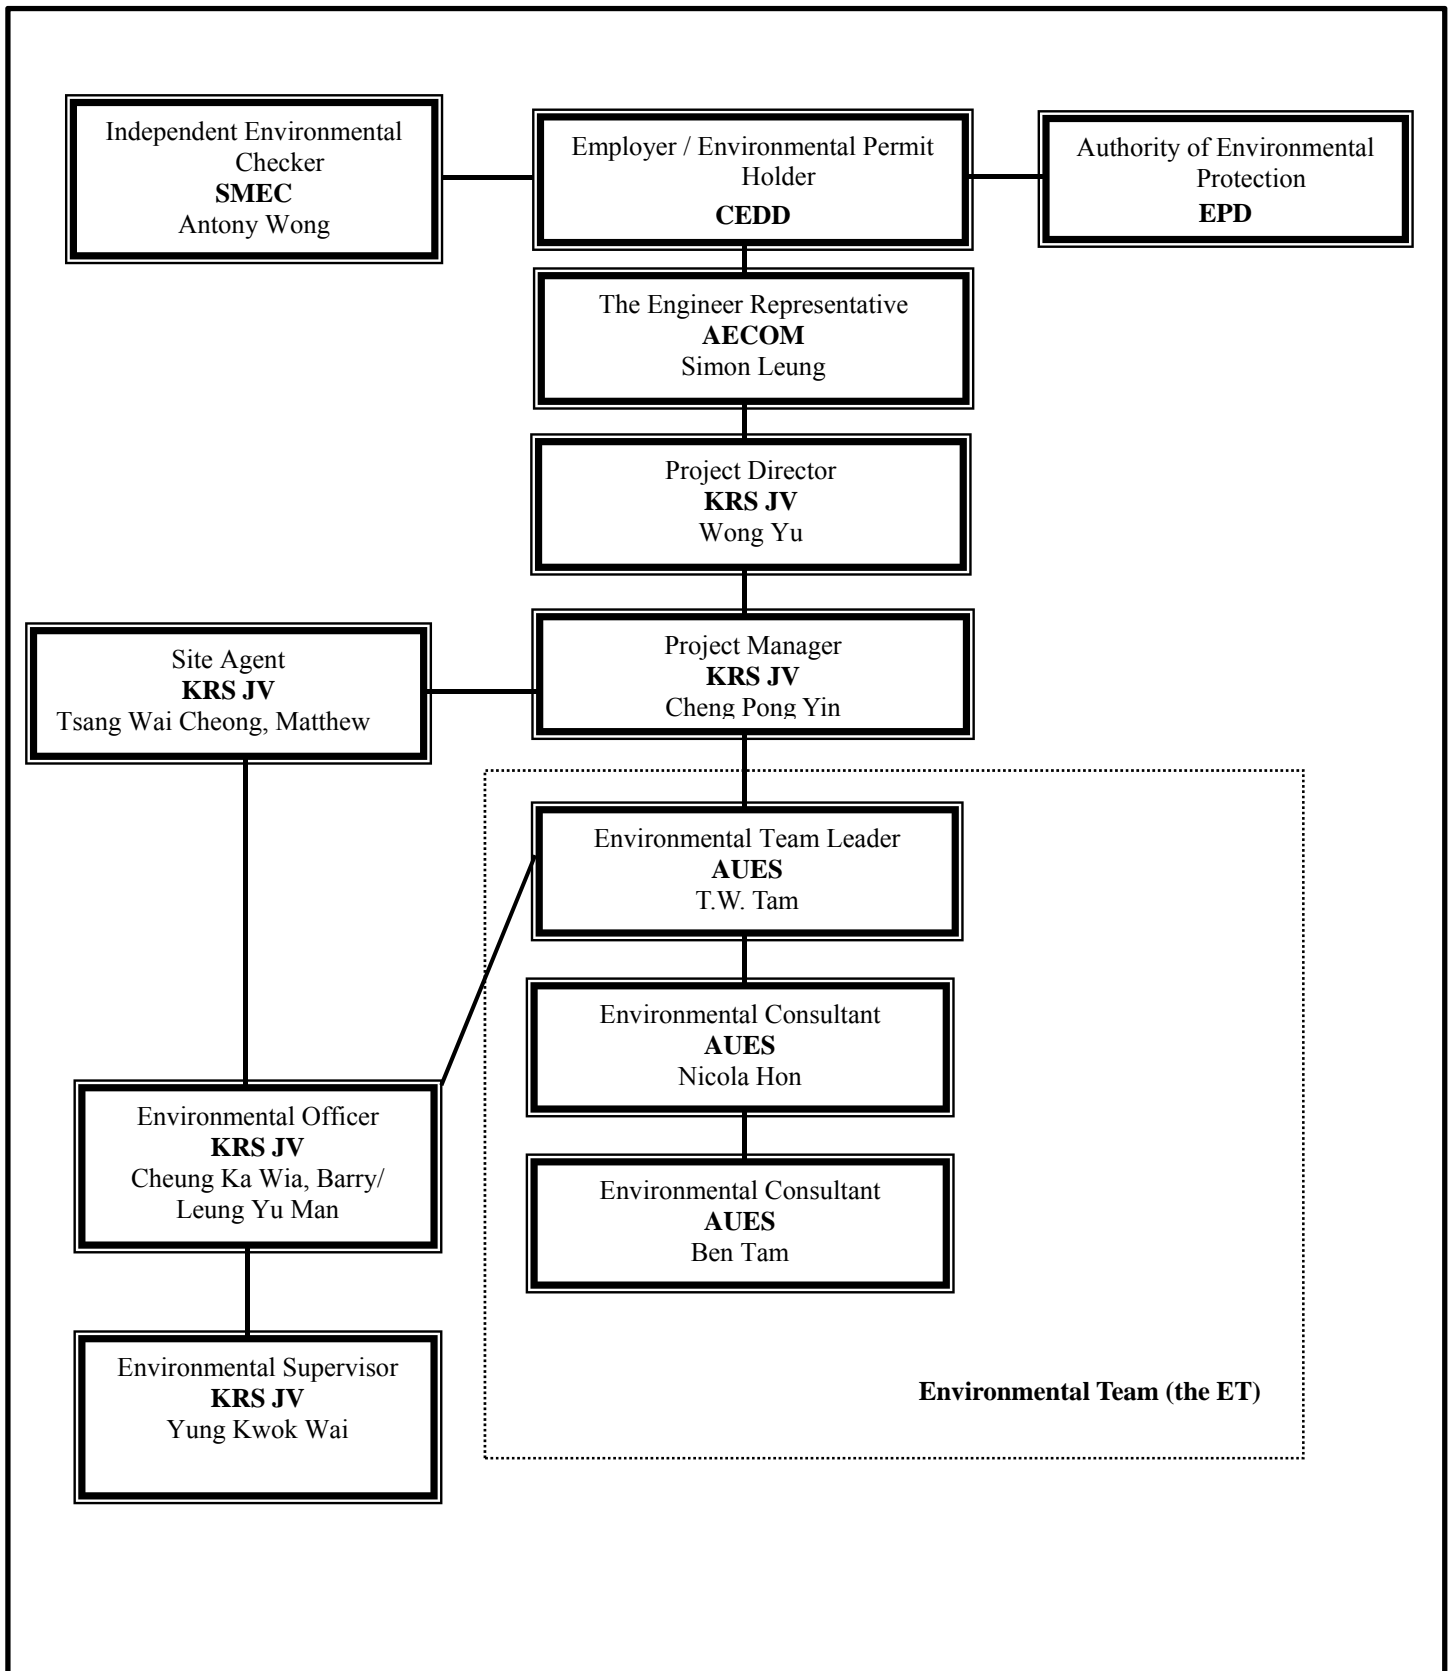 Independent Environmental
Checker
SMEC
Antony Wong
Employer / Environmental Permit
Holder
CEDD
Authority of Environmental
Protection
EPD
The Engineer Representative
AECOM
Simon Leung
Project Director
KRS JV
Wong Yu
Site Agent
KRS JV
Tsang Wai Cheong, Matthew
Project Manager
KRS JV
Cheng Pong Yin
Environmental Team Leader
AUES
T.W. Tam
Environmental Consultant
AUES
Nicola Hon
Environmental Officer
KRS JV
Cheung Ka Wia, Barry/
Leung Yu Man
Environmental Consultant
AUES
Ben Tam
Environmental Supervisor
KRS JV
Yung Kwok Wai
Environmental Team (the ET)